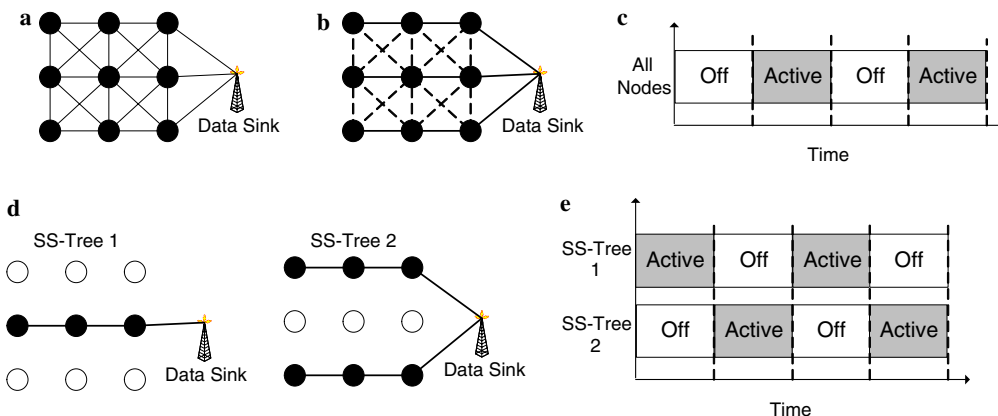 a
Data Sink
b
Data Sink
c
All
Nodes
Off
Active
Off
Active
Time
d
SS-Tree 1
Data Sink
SS-Tree 2
Data Sink
e
SS-Tree
1
Active
Off
Active
Off
SS-Tree
2
Off
Active
Off
Active
Time